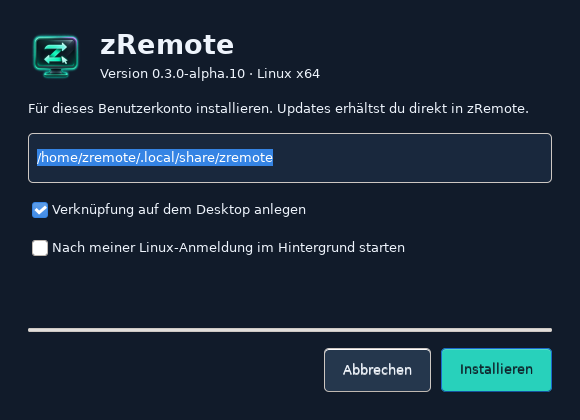 zRemote
Version 0.3.0-alpha.10 · Linux x64
Für dieses Benutzerkonto installieren. Updates erhältst du direkt in zRemote.
/home/zremote/.local/share/zremote
Verknüpfung auf dem Desktop anlegen
Nach meiner Linux-Anmeldung im Hintergrund starten
Abbrechen
Installieren